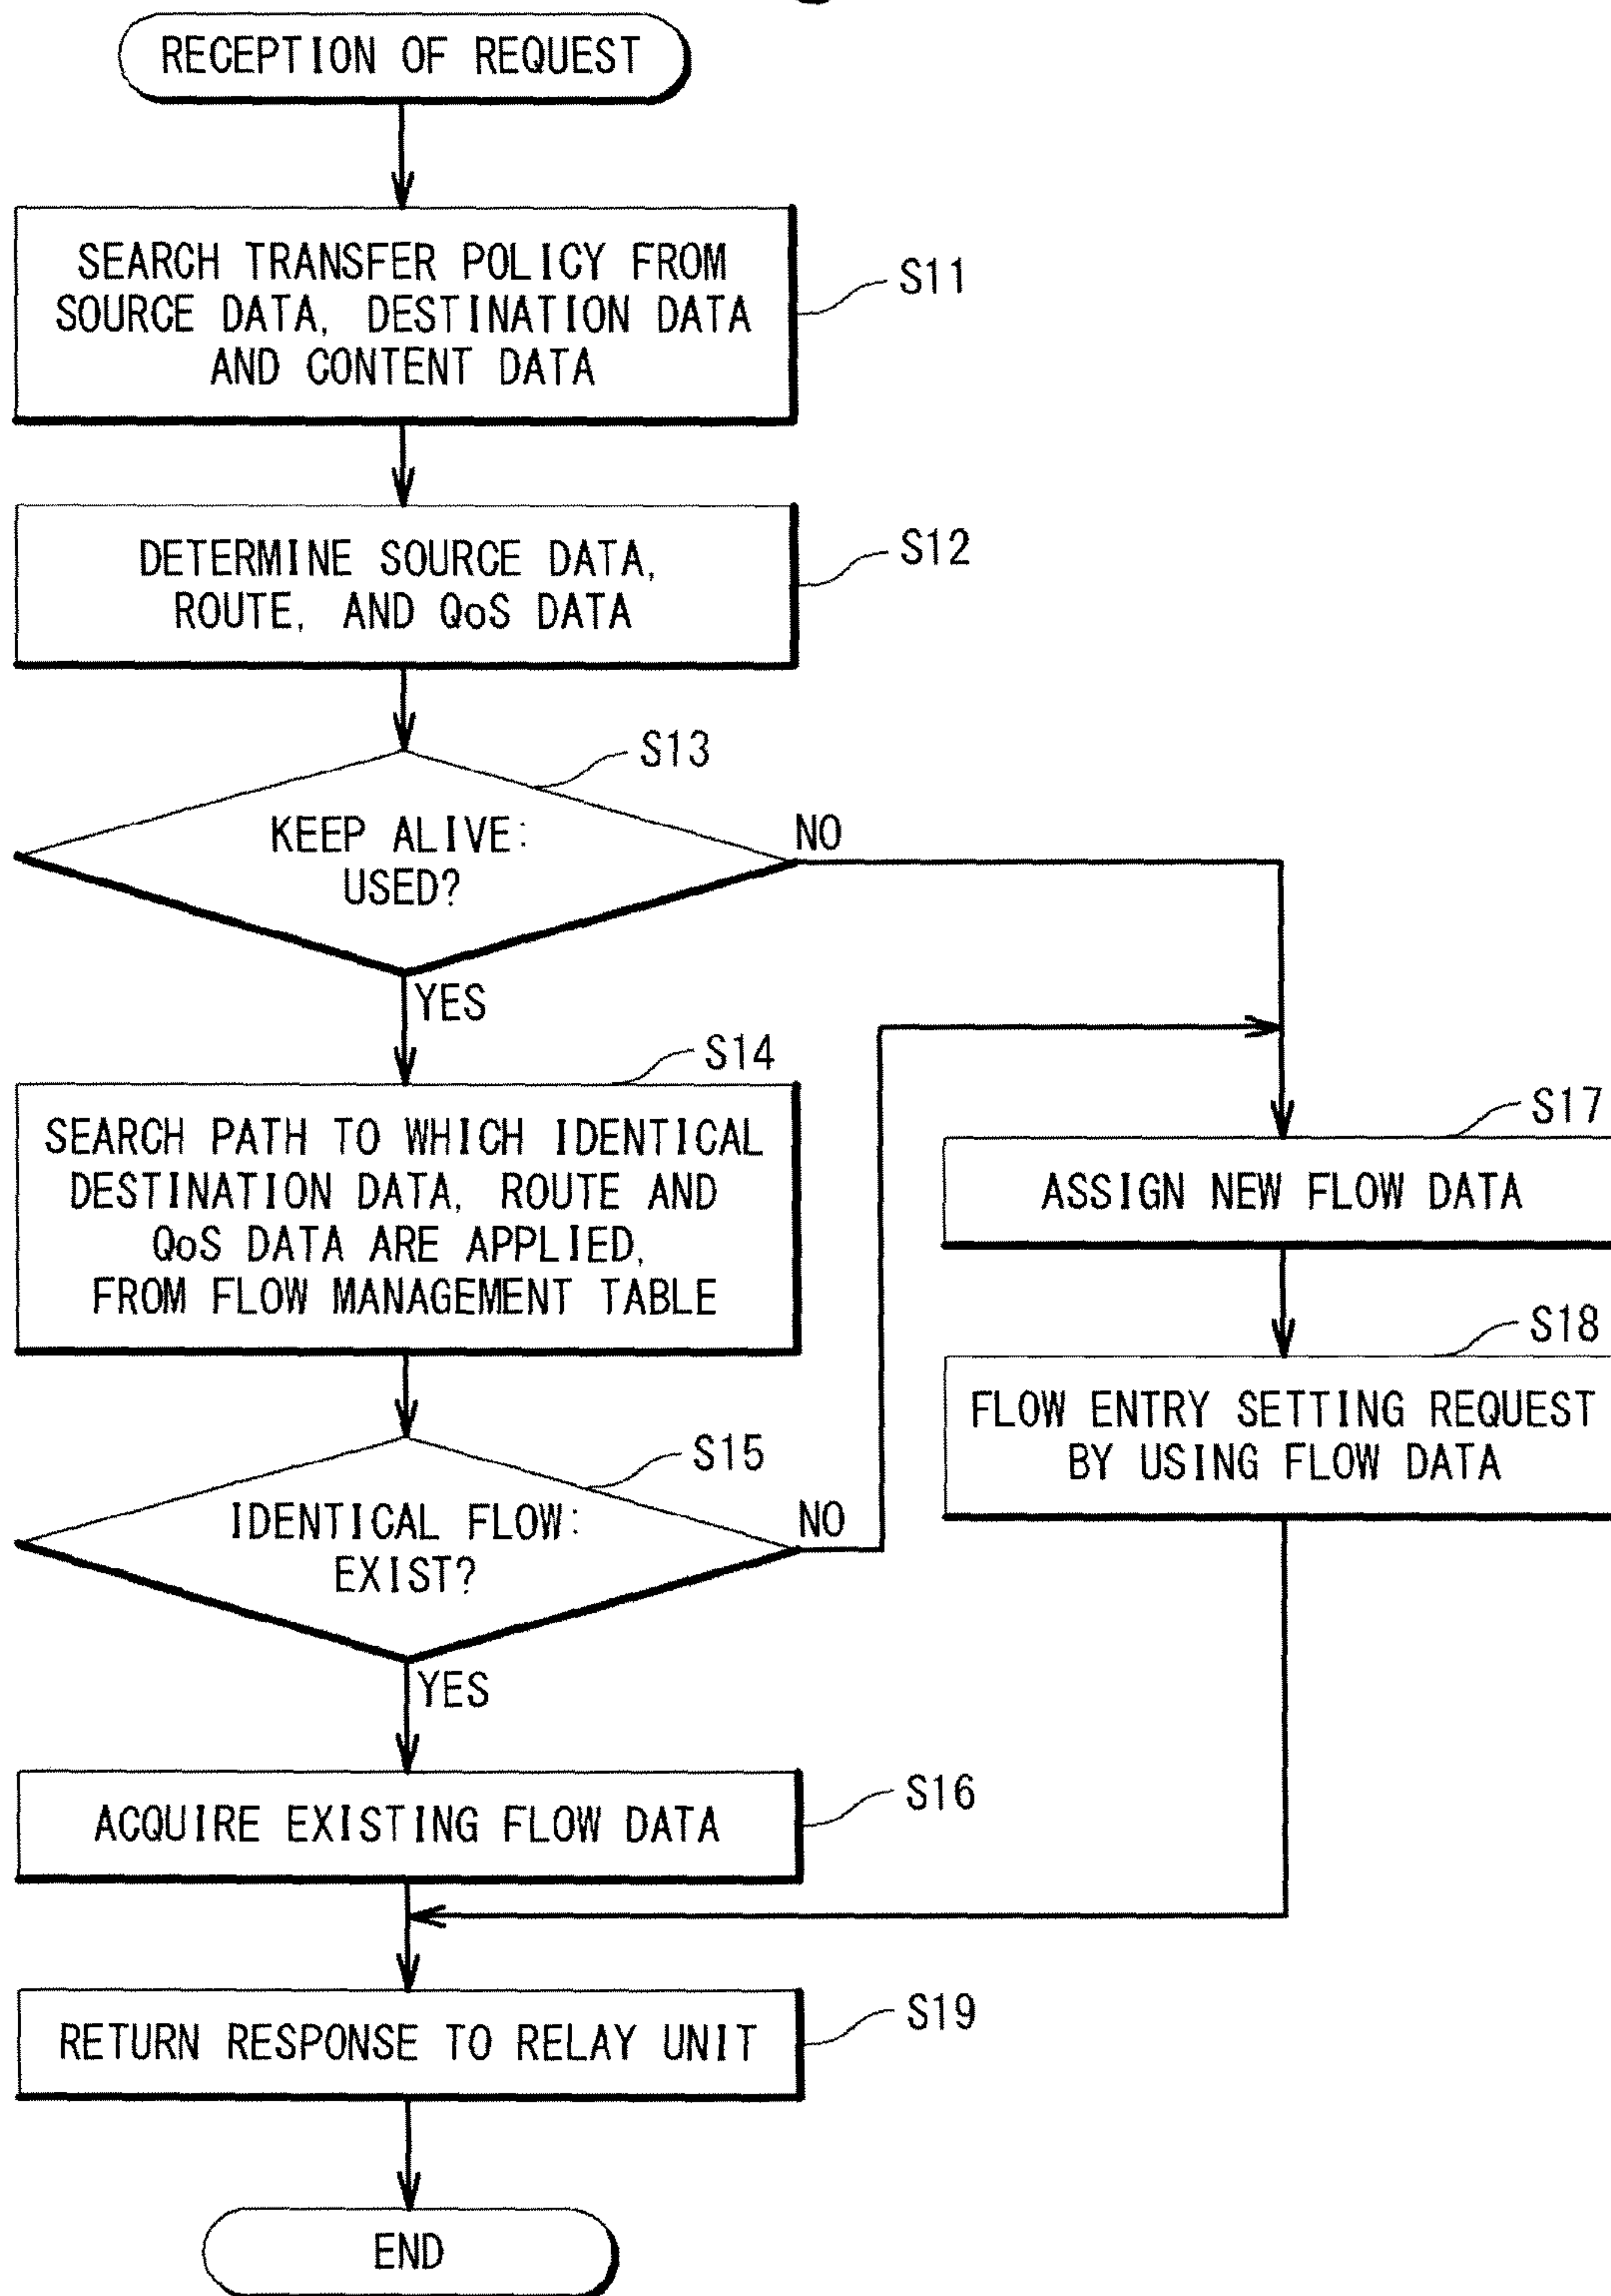 RECEPTION OF REQUEST
SEARCH TRANSFER POLICY FROM
SOURCE DATA, DESTINATION DATA
AND CONTENT DATA
S11
DETERMINE SOURCE DATA,
ROUTE, AND QoS DATA
S12
S13
KEEP ALIVE:
USED?
NO
YES
S14
SEARCH PATH TO WHICH IDENTICAL
DESTINATION DATA, ROUTE AND
QoS DATA ARE APPLIED,
FROM FLOW MANAGEMENT TABLE
S15
IDENTICAL FLOW:
EXIST?
NO
YES
S17
ASSIGN NEW FLOW DATA
S18
FLOW ENTRY SETTING REQUEST
BY USING FLOW DATA
ACQUIRE EXISTING FLOW DATA
S16
RETURN RESPONSE TO RELAY UNIT
S19
END